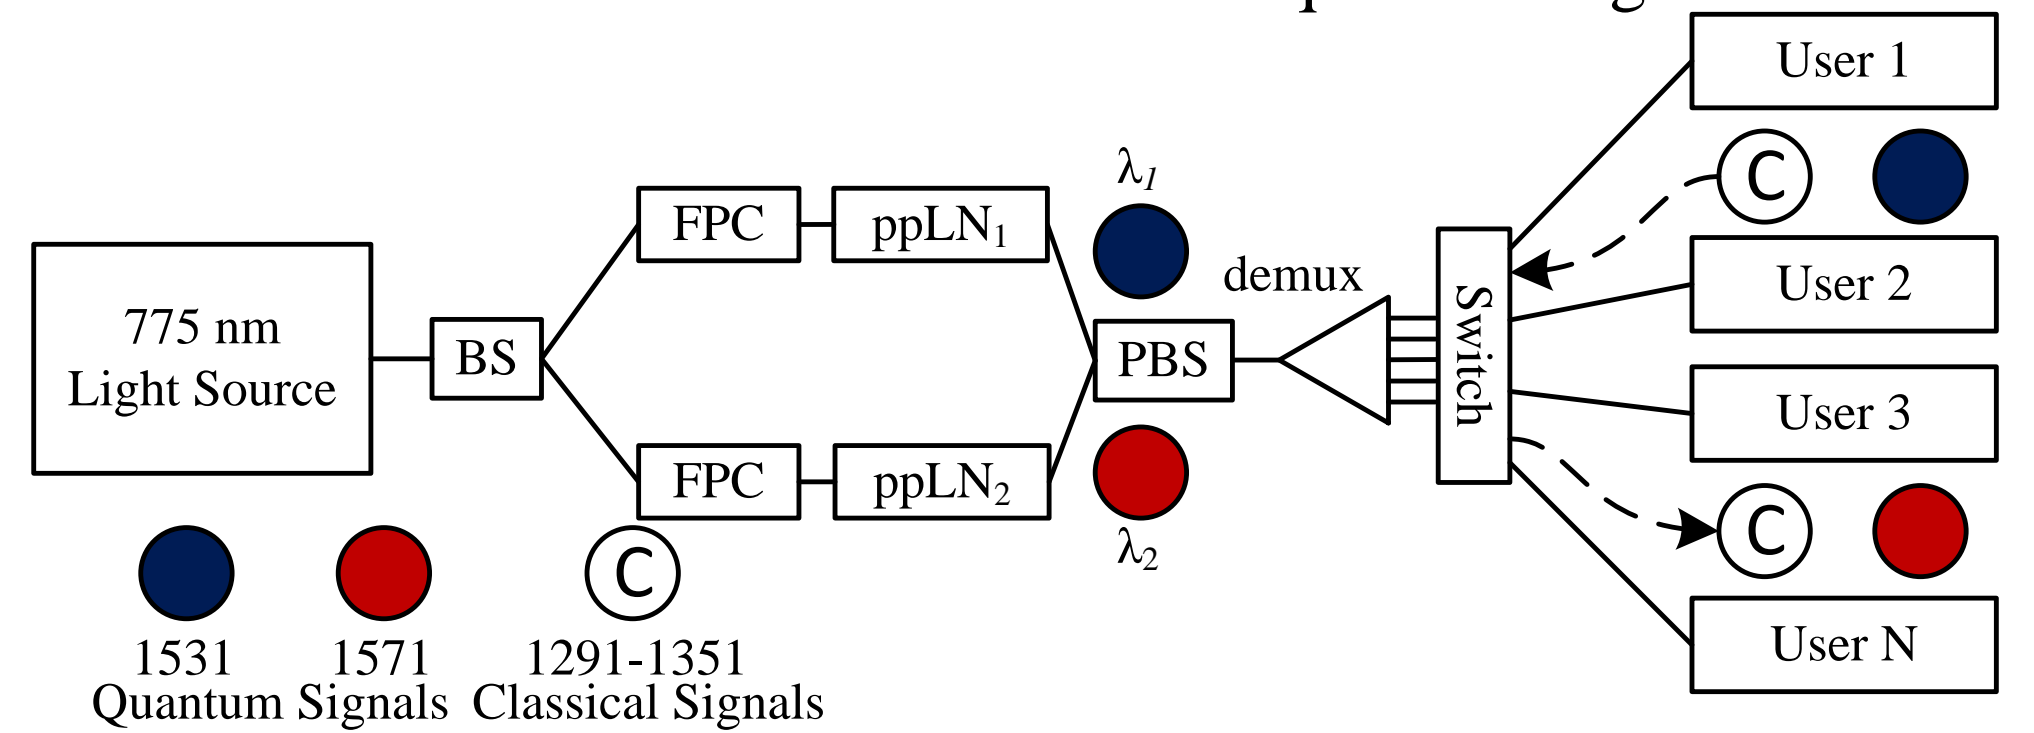 User 1
C
λ1
FPC
ppLN1
User 2
demux
775 nm
Light Source
BS
PBS
Switch
User 3
FPC
ppLN2
C
λ2
C
1531
1571
1291-1351
User N
Quantum Signals
Classical Signals